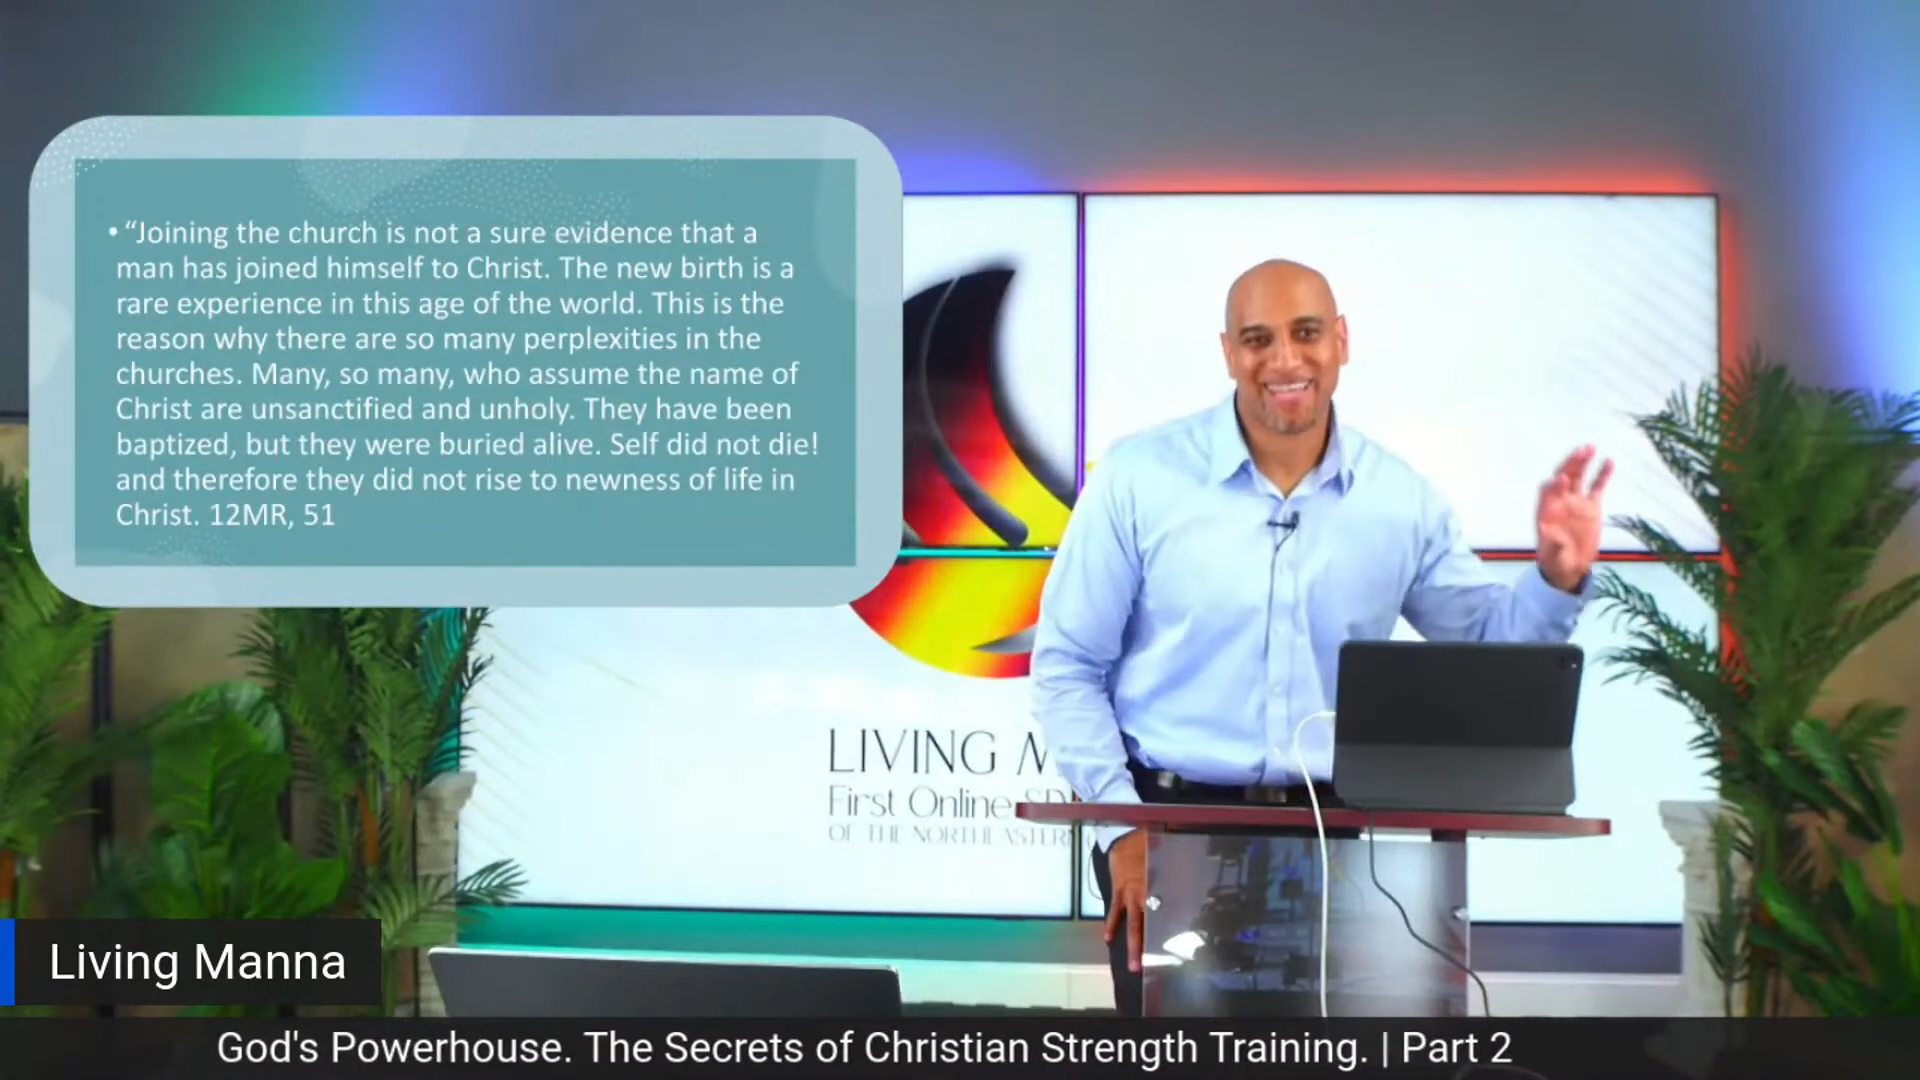 • “Joining the church is not a sure evidence that a
man has joined himself to Christ. The new birth is a
rare experience in this age of the world. This is the
reason why there are so many perplexities in the
churches. Many, so many, who assume the name of
Christ are unsanctified and unholy. They have been
baptized, but they were buried alive. Self did not die!
and therefore they did not rise to newness of life in
Christ. 12MR, 51
LIVING M
First Online SD
OF THE NORTHEASTERN
Living Manna
God's Powerhouse. The Secrets of Christian Strength Training. | Part 2